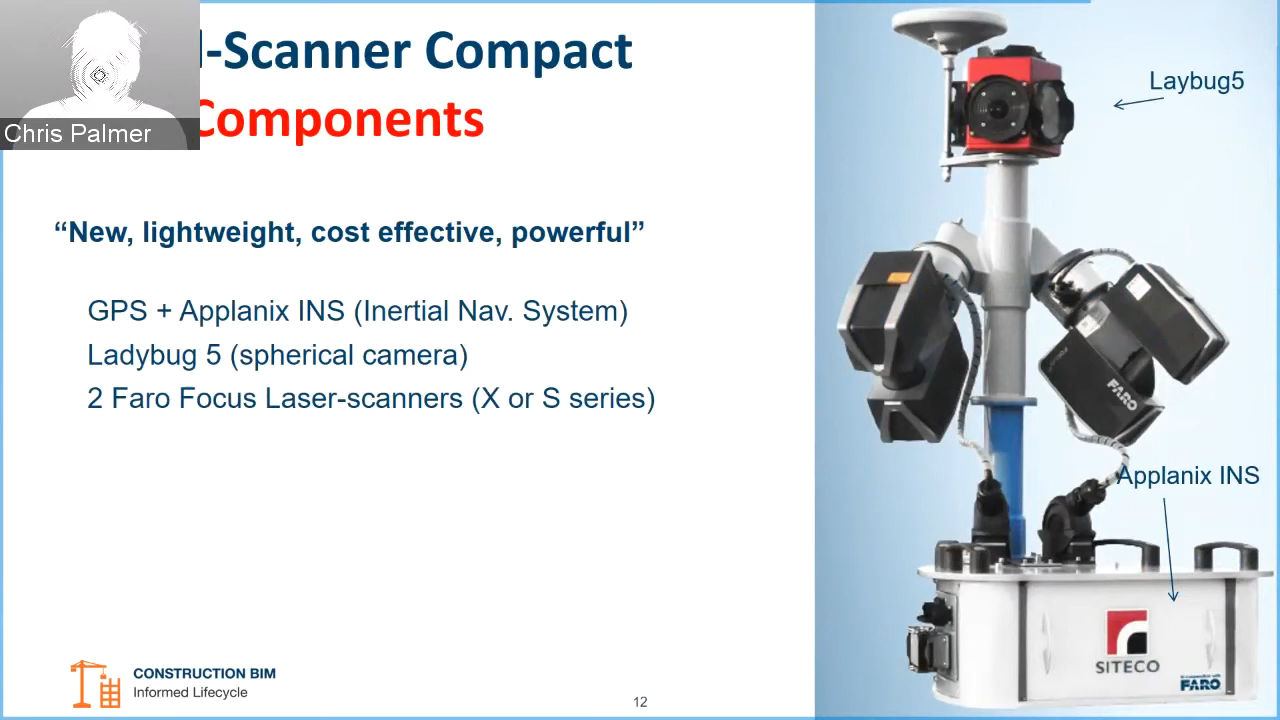 -Scanner Compact
Components
Chris Palmer
“New, lightweight, cost effective, powerful”
GPS + Applanix INS (Inertial Nav. System)
Ladybug 5 (spherical camera)
2 Faro Focus Laser-scanners (X or S series)
Laybug5
FARO
Applanix INS
SITECO
FARO
CONSTRUCTION BIM
Informed Lifecycle
12